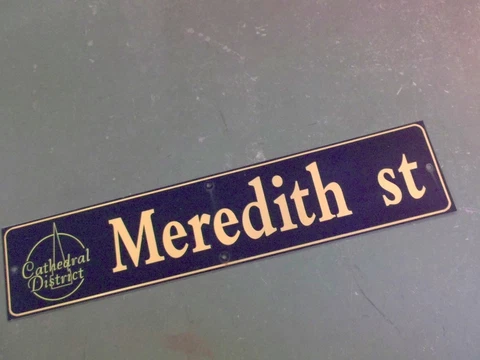 Cathedral
District
Meredith st